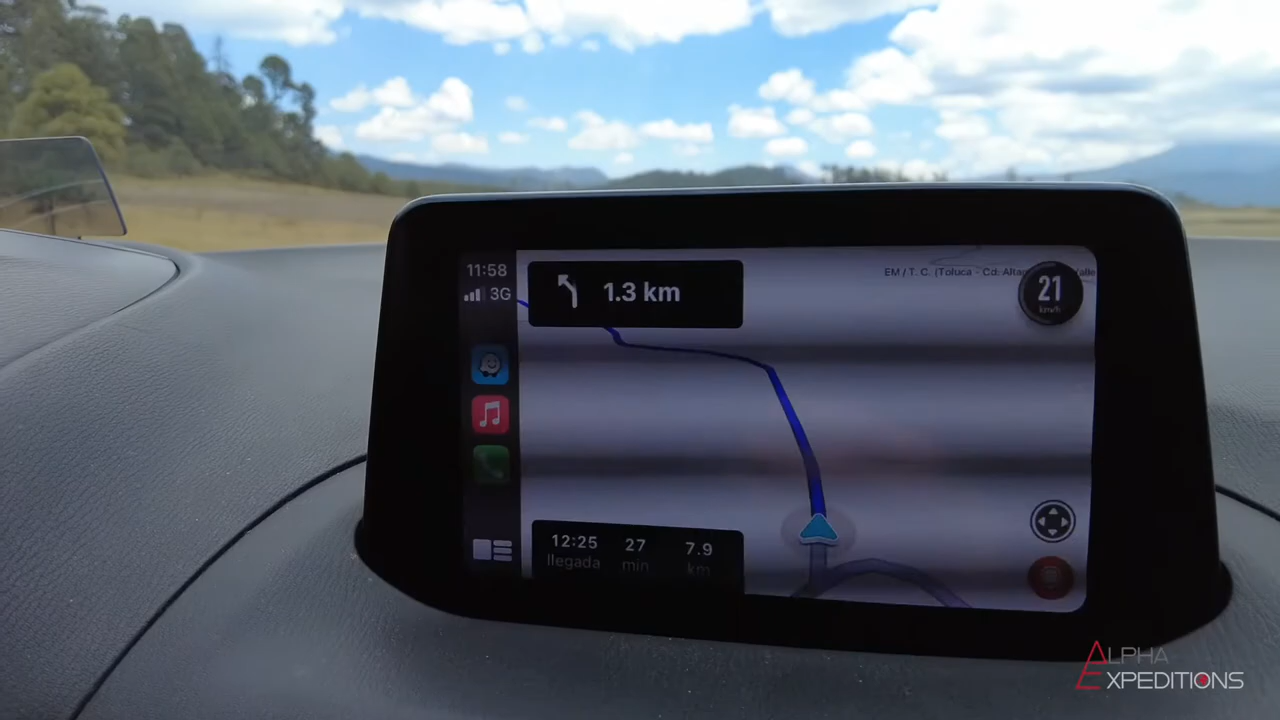 11:58
3G
1.3 km
EM / T. C. (Toluca - Cd. Alta
21
km/h
12:25 27 7.9
llegada min km
ALPHA
EXPEDITIONS